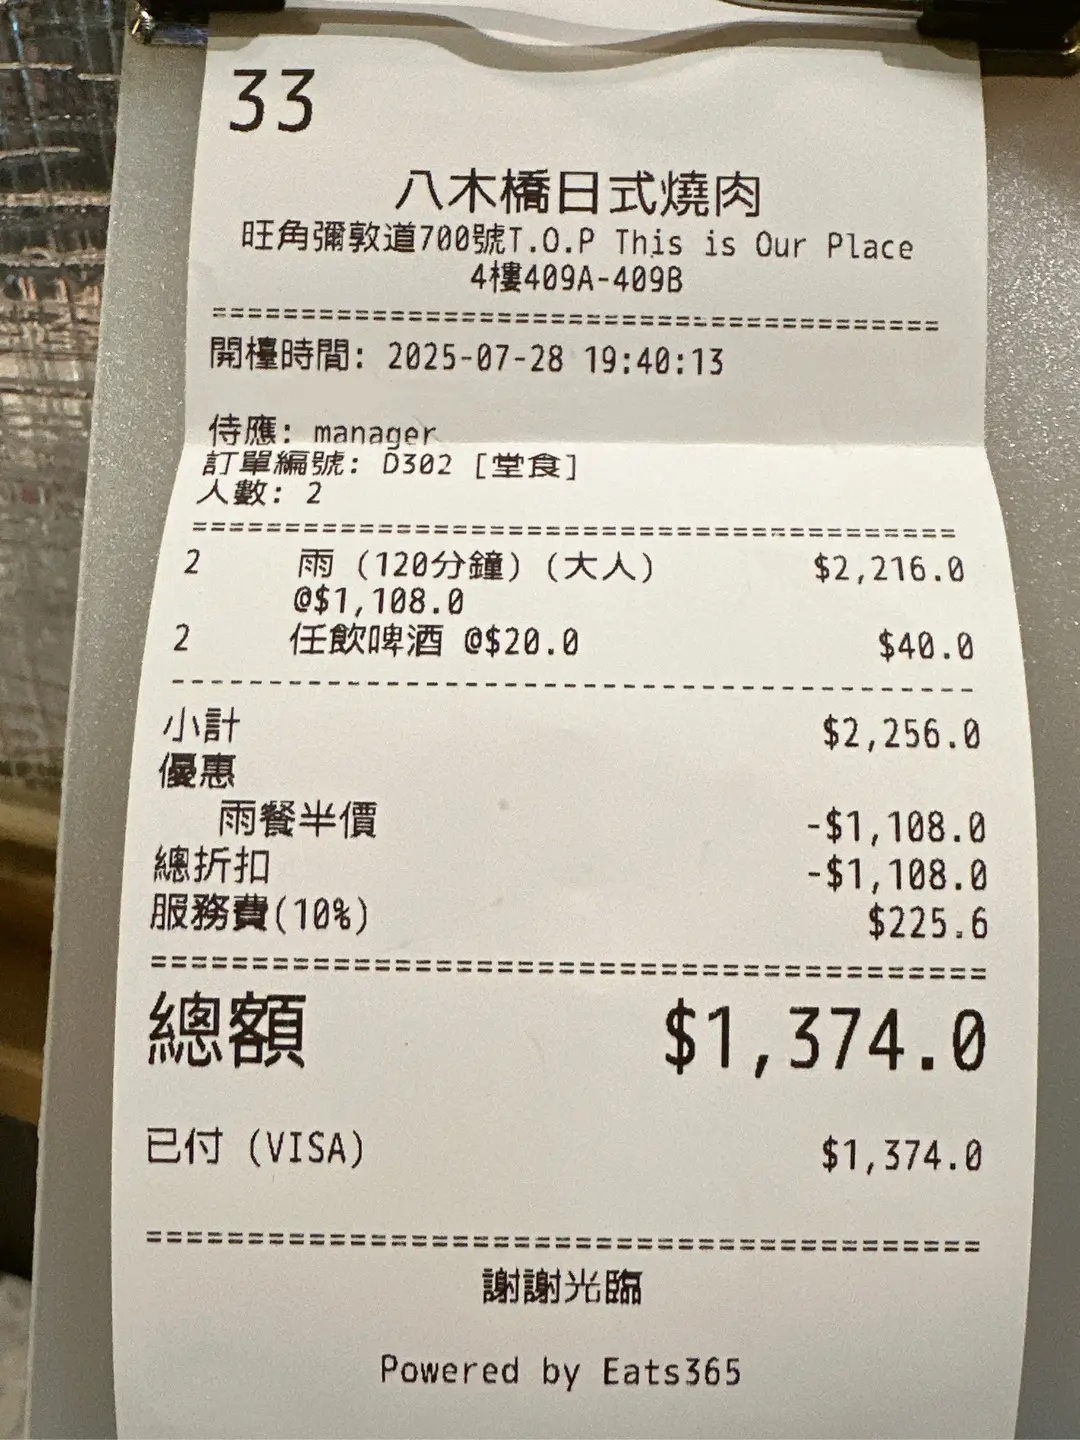 33
八木橋日式燒肉
旺角彌敦道700號T.O.P This is Our Place
4樓409A-409B
========================================
開檯時間: 2025-07-28 19:40:13
侍應: manager
訂單編號: D302 [堂食]
人數: 2
========================================
2 雨 (120分鐘) (大人) $2,216.0
@$1,108.0
2 任飲啤酒 @$20.0 $40.0
----------------------------------------
小計 $2,256.0
優惠
雨餐半價 -$1,108.0
總折扣 -$1,108.0
服務費(10%) $225.6
========================================
總額 $1,374.0
已付 (VISA) $1,374.0
========================================
謝謝光臨
Powered by Eats365